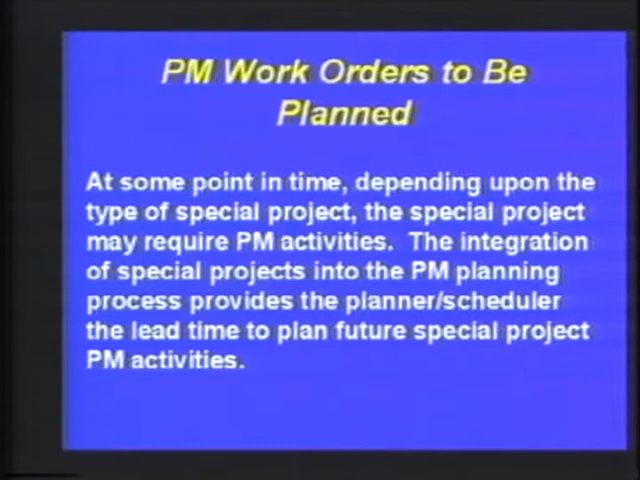 PM Work Orders to Be
Planned
At some point in time, depending upon the
type of special project, the special project
may require PM activities.  The integration
of special projects into the PM planning
process provides the planner/scheduler
the lead time to plan future special project
PM activities.